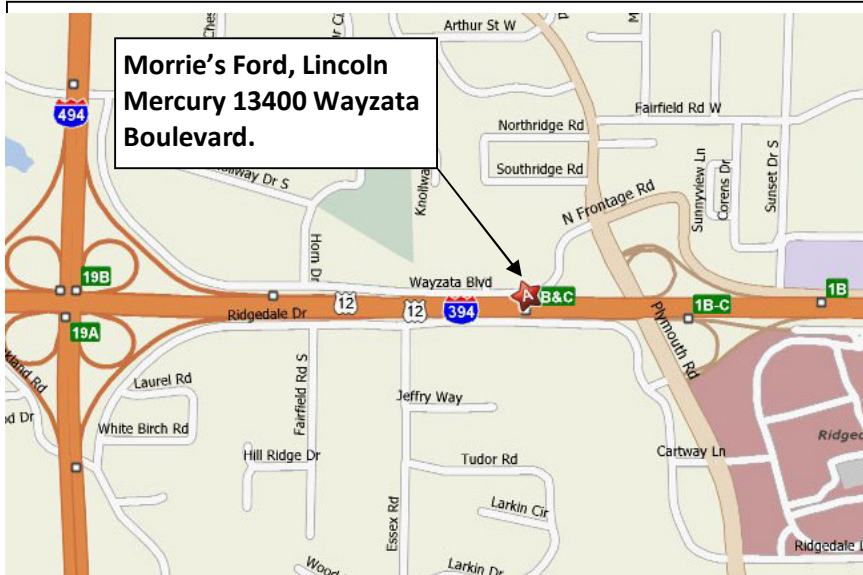 Arthur St W
Morrie's Ford, Lincoln
Mercury 13400 Wayzata
Boulevard.
494
Fairfield Rd W
Northridge Rd
Southridge Rd
Sunnyview Ln
Corens Dr
Sunset Dr S
Dr S
N Frontage Rd
Horn Dr
19B
Wayzata Blvd
A
B&C
1B
1B-C
12
12
394
Ridgedale Dr
19A
Plymouth Rd
Laurel Rd
Fairfield Rd S
Jeffry Way
White Birch Rd
Hill Ridge Dr
Tudor Rd
Cartway Ln
Essex Rd
Larkin Cir
Larkin Dr